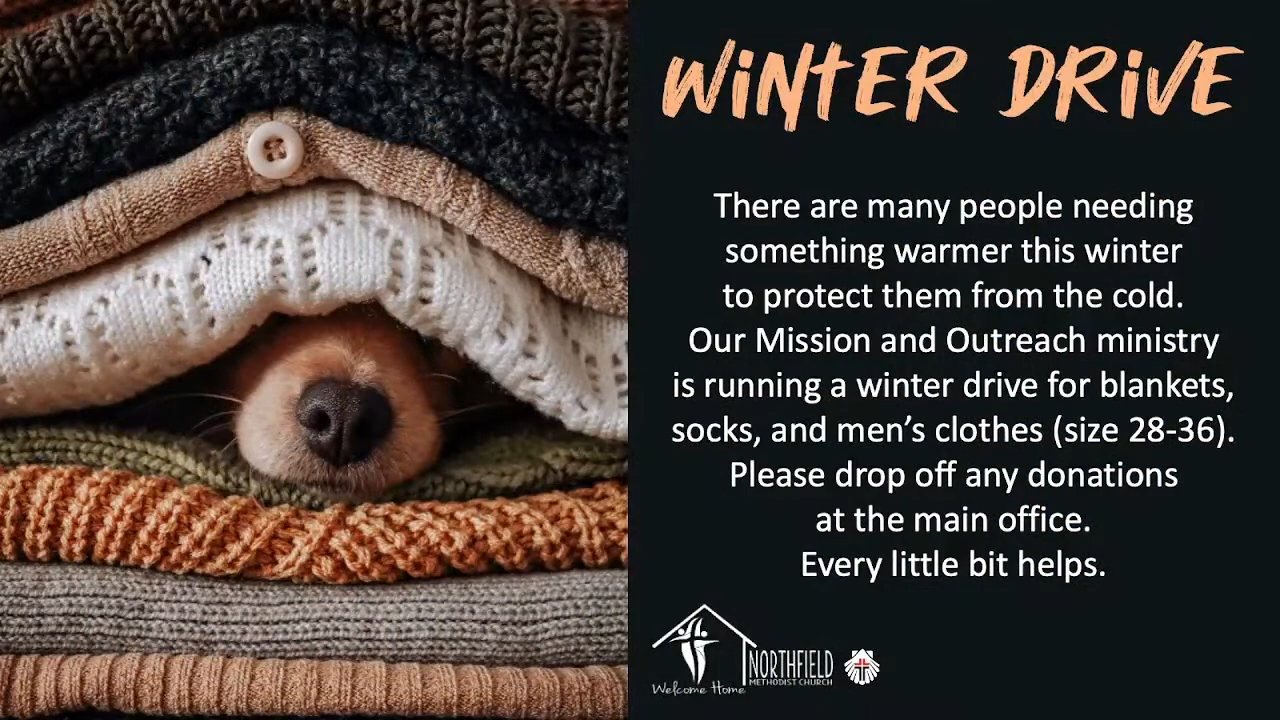 WiNTER DRiVE
There are many people needing
something warmer this winter
to protect them from the cold.
Our Mission and Outreach ministry
is running a winter drive for blankets,
socks, and men’s clothes (size 28-36).
Please drop off any donations
at the main office.
Every little bit helps.
NORTHFIELD
METHODIST CHURCH
Welcome Home